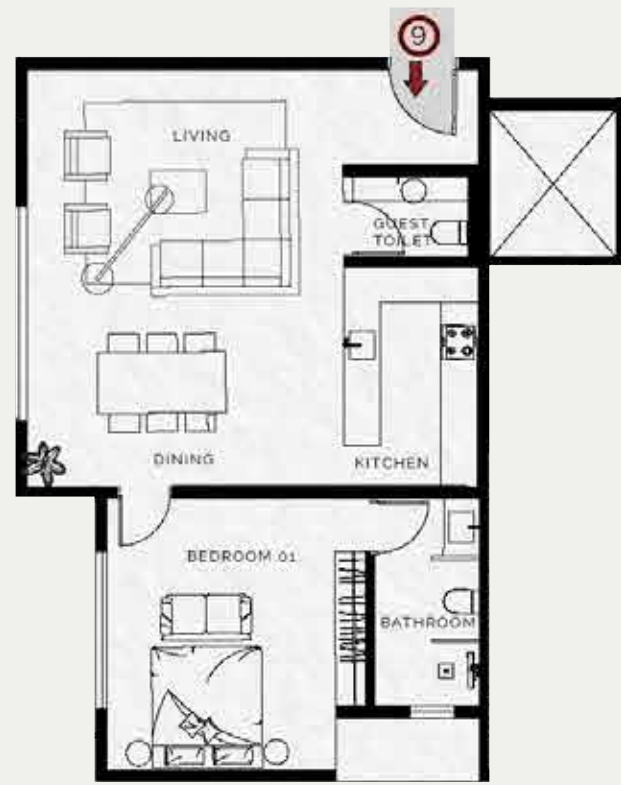 9
LIVING
GUEST
TOILET
DINING
KITCHEN
BEDROOM 01
BATHROOM